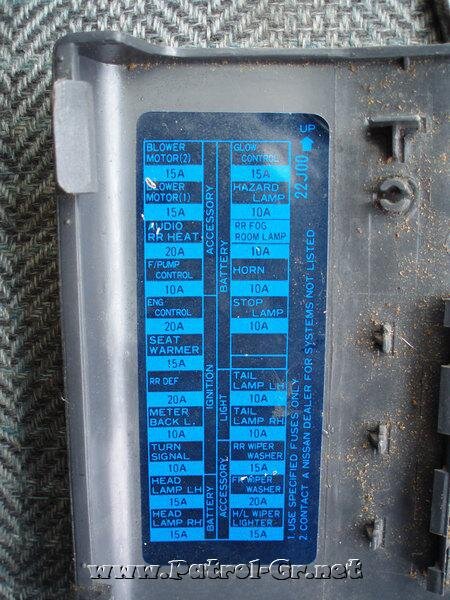 UP
22J00
BLOWER
MOTOR(2)
15A
BLOWER
MOTOR(1)
15A
AUDIO
RR HEAT.
20A
F/PUMP
CONTROL
10A
ENG
CONTROL
20A
SEAT
WARMER
15A
RR DEF
20A
METER
BACK L.
10A
TURN
SIGNAL
10A
HEAD
LAMP LH
15A
HEAD
LAMP RH
15A
ACCESSORY
IGNITION
BATTERY
BATTERY
LIGHT
ACCESSORY
GLOW
CONTROL
15A
HAZARD
LAMP
10A
RR FOG
ROOM LAMP
10A
HORN
10A
STOP
LAMP
10A
TAIL
LAMP LH
10A
TAIL
LAMP RH
10A
RR WIPER
WASHER
15A
FR WIPER
WASHER
20A
H/L WIPER
LIGHTER
15A
1. USE SPECIFIED FUSES ONLY.
2. CONTACT A NISSAN DEALER FOR SYSTEMS NOT LISTED
www.Patrol-Gr.net